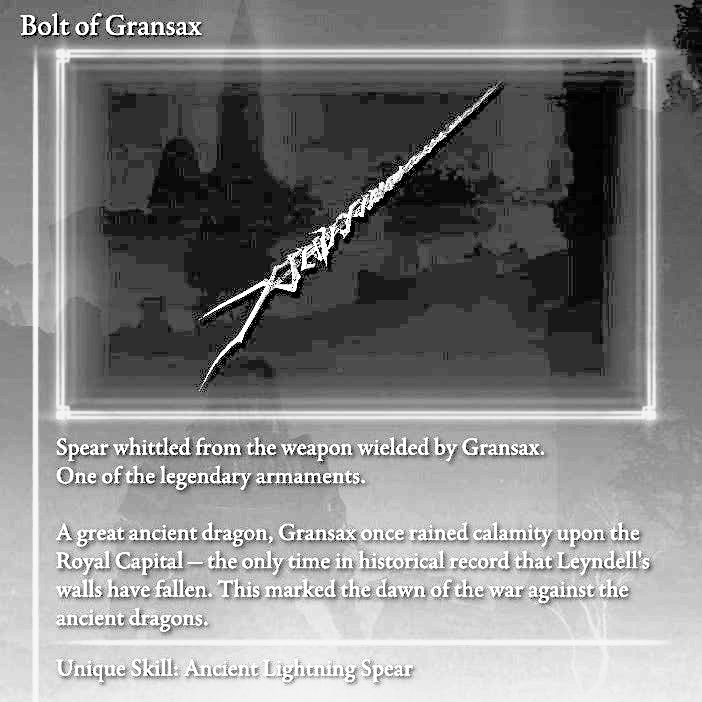 Bolt of Gransax
Spear whittled from the weapon wielded by Gransax.
One of the legendary armaments.
A great ancient dragon, Gransax once rained calamity upon the
Royal Capital – the only time in historical record that Leyndell's
walls have fallen. This marked the dawn of the war against the
ancient dragons.
Unique Skill: Ancient Lightning Spear